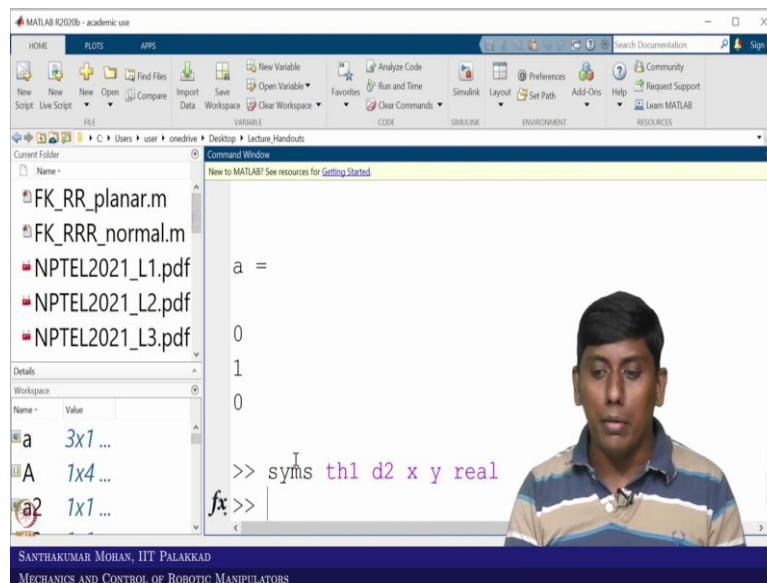 MATLAB R2020b - academic use
HOME PLOTS APPS
Search Documentation Sign
New Script New Live Script New Open Find Files Compare Import Data Save Workspace New Variable Open Variable Clear Workspace Favorites Analyze Code Run and Time Clear Commands Simulink Layout Preferences Set Path Add-Ons Help Community Request Support Learn MATLAB
FILE VARIABLE CODE SIMULINK ENVIRONMENT RESOURCES
C: Users user onedrive Desktop Lecture_Handouts
Current Folder
Name
FK_RR_planar.m
FK_RRR_normal.m
NPTEL2021_L1.pdf
NPTEL2021_L2.pdf
NPTEL2021_L3.pdf
Details
Workspace
Name Value
a 3x1 ...
A 1x4 ...
a2 1x1 ...
NPTEL
Command Window
New to MATLAB? See resources for Getting Started.
a =
0
1
0
>> syms th1 d2 x y real
fx >>
SANTHAKUMAR MOHAN, IIT PALAKKAD
MECHANICS AND CONTROL OF ROBOTIC MANIPULATORS